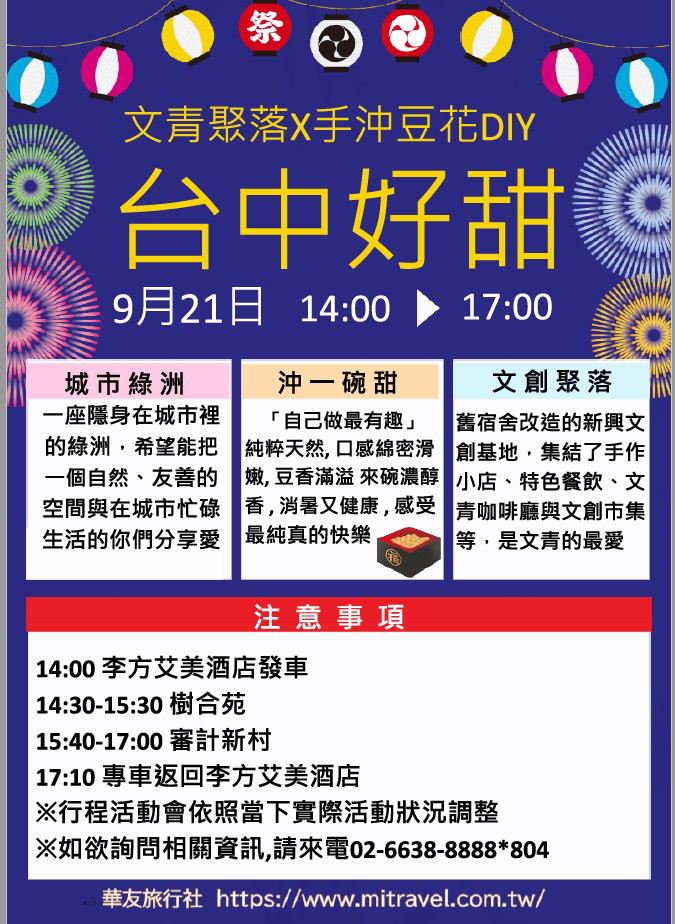 祭
文青聚落X手沖豆花DIY
台中好甜
9月21日 14:00 ▶ 17:00
城市綠洲
一座隱身在城市裡
的綠洲，希望能把
一個自然、友善的
空間與在城市忙碌
生活的你們分享愛
沖一碗甜
「自己做最有趣」
純粹天然, 口感綿密滑
嫩, 豆香滿溢 來碗濃醇
香 , 消暑又健康 , 感受
最純真的快樂
福
文創聚落
舊宿舍改造的新興文
創基地，集結了手作
小店、特色餐飲、文
青咖啡廳與文創市集
等，是文青的最愛
注意事項
14:00 李方艾美酒店發車
14:30-15:30 樹合苑
15:40-17:00 審計新村
17:10 專車返回李方艾美酒店
※行程活動會依照當下實際活動狀況調整
※如欲詢問相關資訊,請來電02-6638-8888*804
華友旅行社 https://www.mitravel.com.tw/